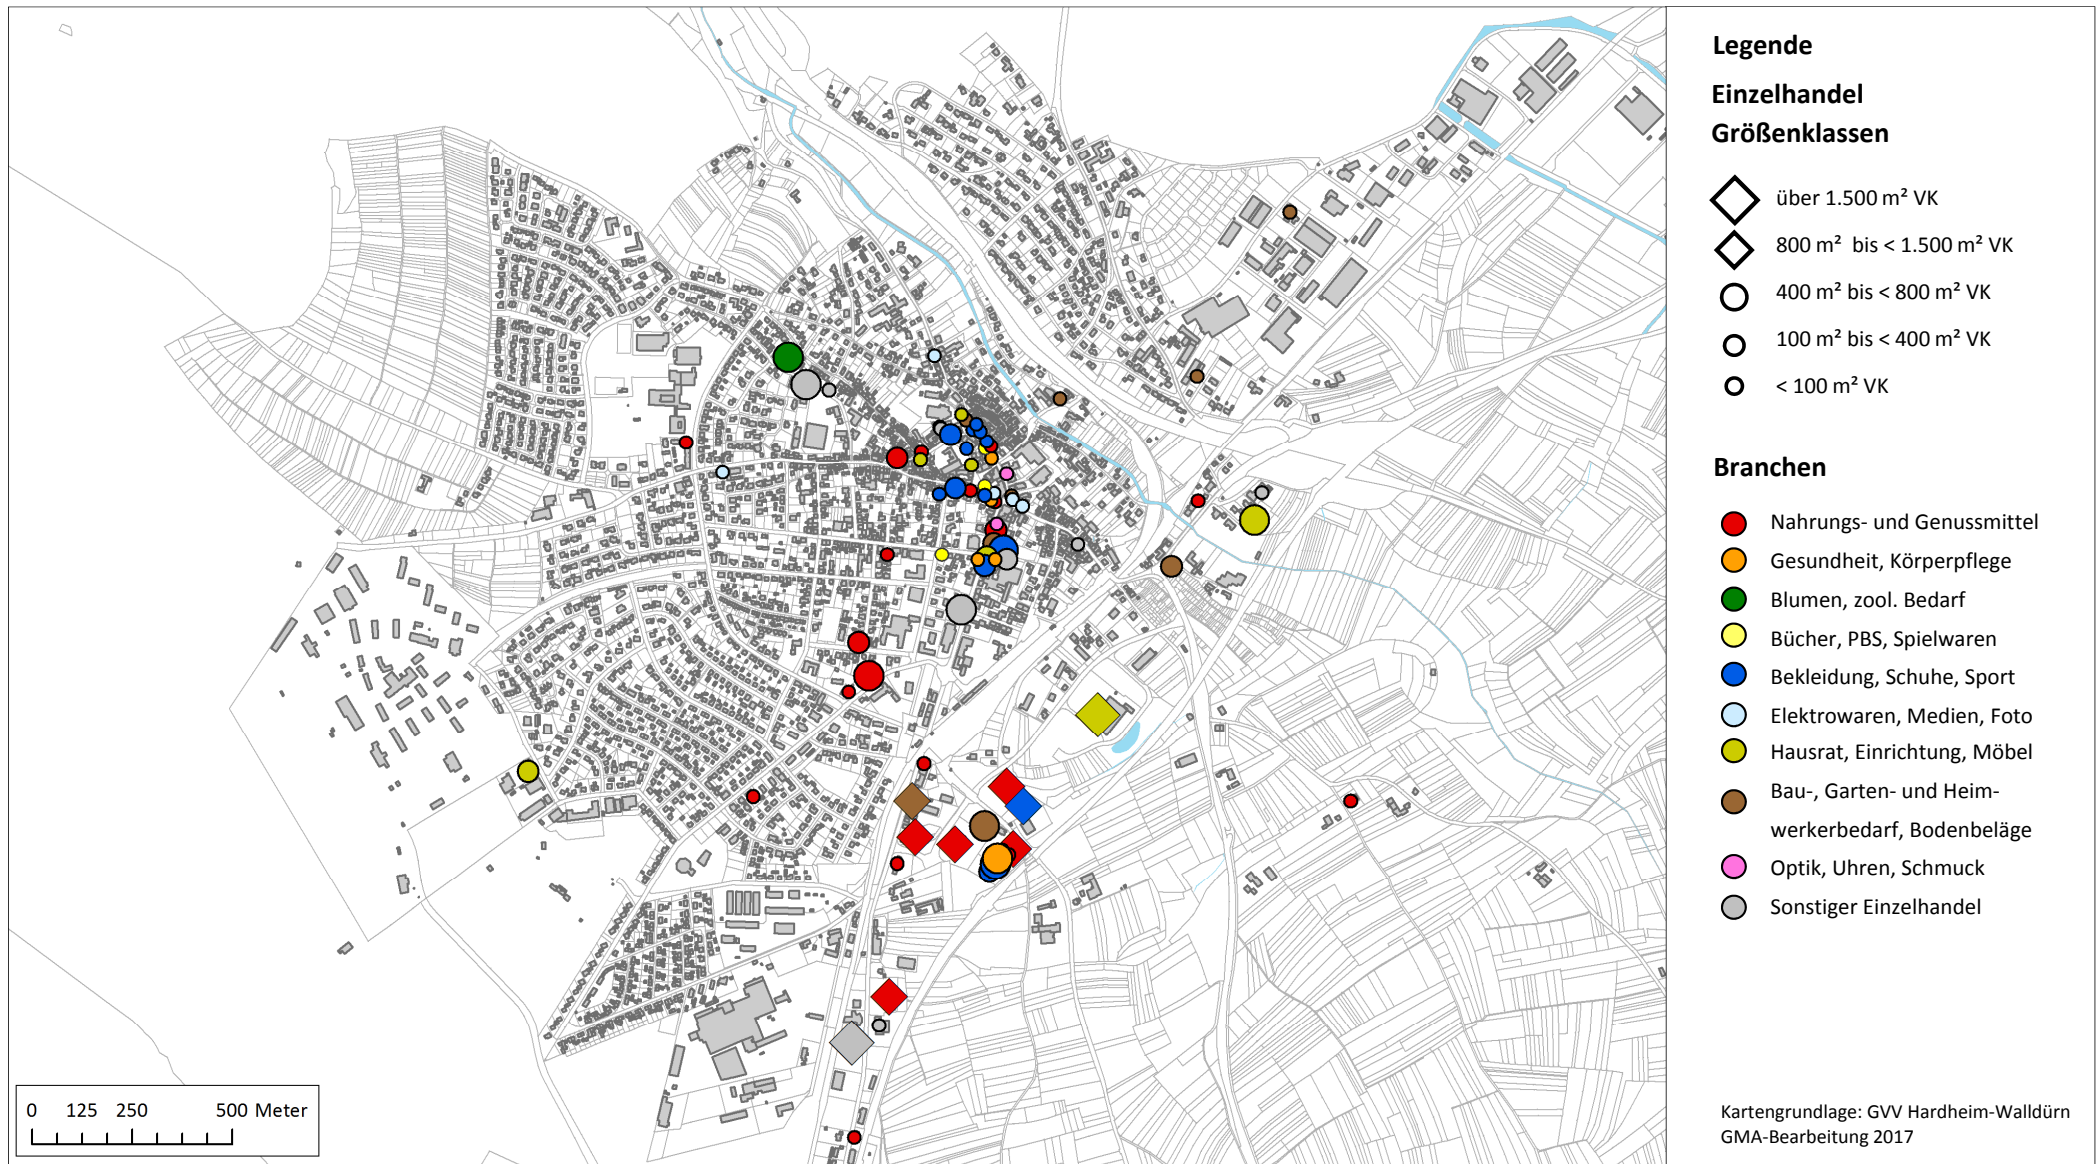 Legende
Einzelhandel
Größenklassen
über 1.500 m² VK
800 m²  bis < 1.500 m² VK
400 m² bis < 800 m² VK
100 m² bis < 400 m² VK
< 100 m² VK
Branchen
Nahrungs- und Genussmittel
Gesundheit, Körperpflege
Blumen, zool. Bedarf
Bücher, PBS, Spielwaren
Bekleidung, Schuhe, Sport
Elektrowaren, Medien, Foto
Hausrat, Einrichtung, Möbel
Bau-, Garten- und Heim-
werkerbedarf, Bodenbeläge
Optik, Uhren, Schmuck
Sonstiger Einzelhandel
0 125 250 500 Meter
Kartengrundlage: GVV Hardheim-Walldürn
GMA-Bearbeitung 2017